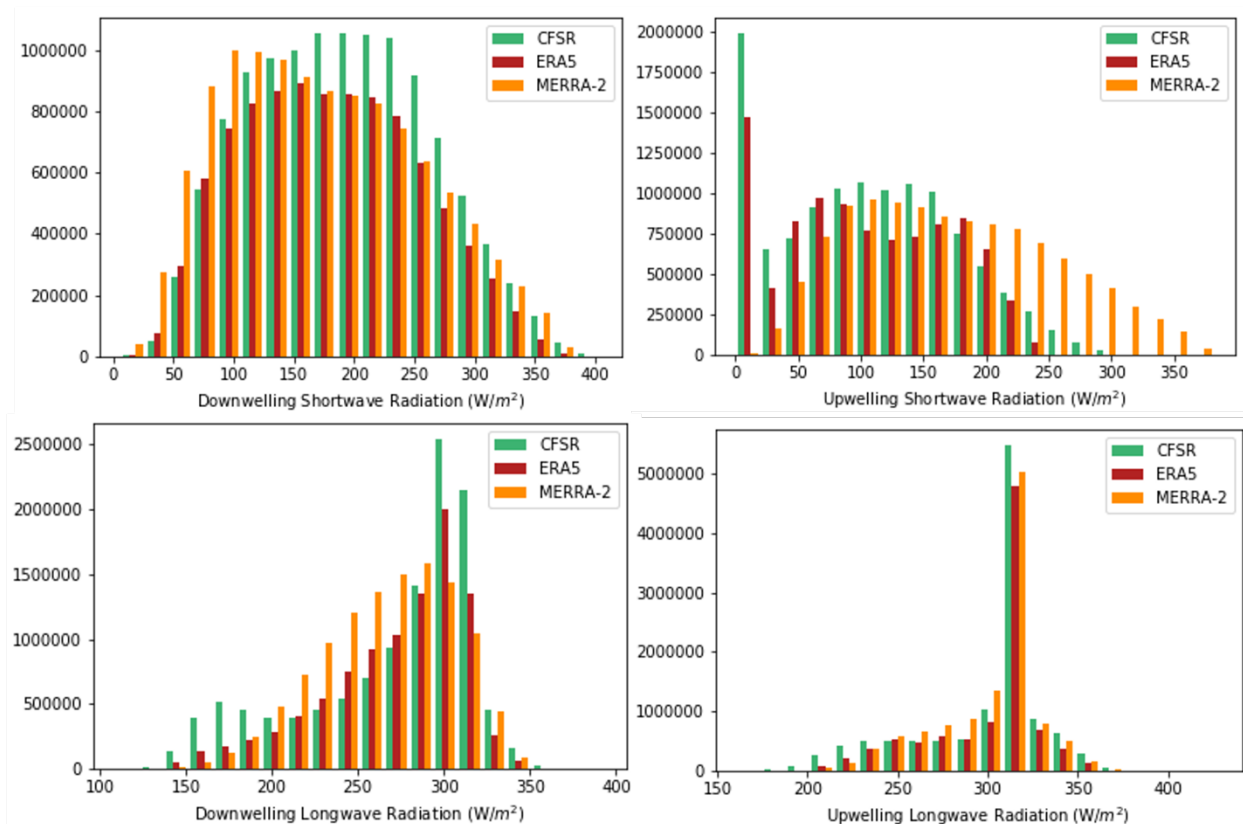 1000000
800000
600000
400000
200000
0
0 50 100 150 200 250 300 350 400
Downwelling Shortwave Radiation (W/m²)
CFSR
ERA5
MERRA-2
2000000
1750000
1500000
1250000
1000000
750000
500000
250000
0
0 50 100 150 200 250 300 350
Upwelling Shortwave Radiation (W/m²)
CFSR
ERA5
MERRA-2
2500000
2000000
1500000
1000000
500000
0
100 150 200 250 300 350 400
Downwelling Longwave Radiation (W/m²)
CFSR
ERA5
MERRA-2
5000000
4000000
3000000
2000000
1000000
0
150 200 250 300 350 400
Upwelling Longwave Radiation (W/m²)
CFSR
ERA5
MERRA-2